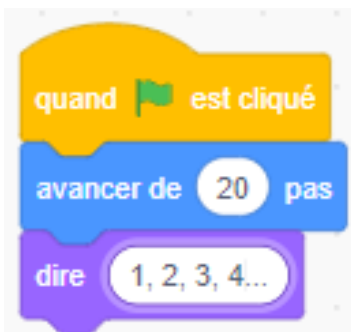 quand est cliqué
avancer de 20 pas
dire 1, 2, 3, 4...